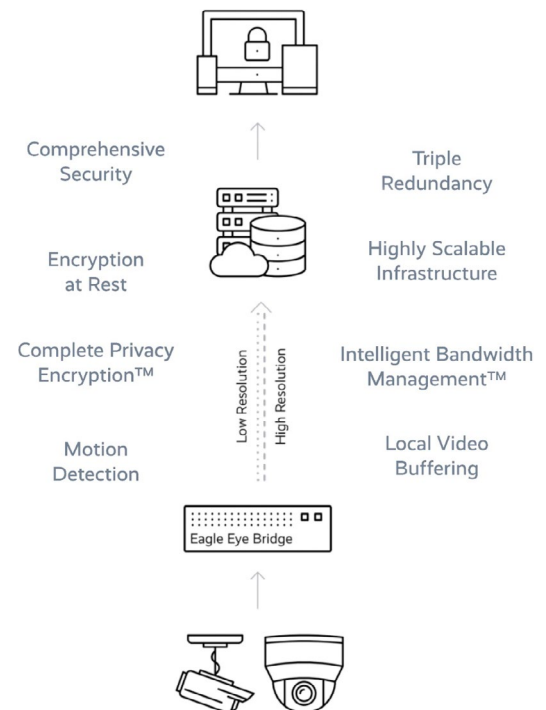 Comprehensive
Security
Triple
Redundancy
Encryption
at Rest
Highly Scalable
Infrastructure
Complete Privacy
Encryption™
Low Resolution
High Resolution
Intelligent Bandwidth
Management™
Motion
Detection
Local Video
Buffering
Eagle Eye Bridge